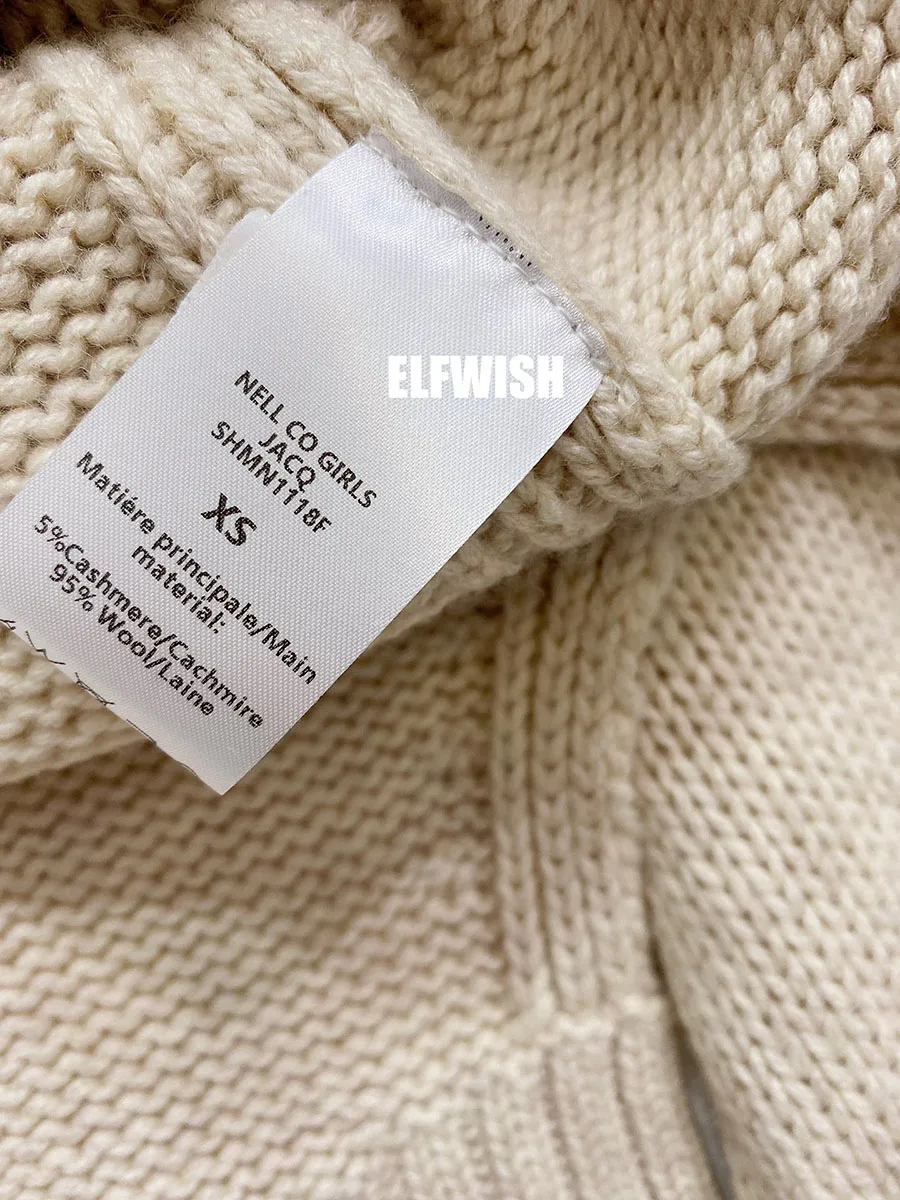 ELFWISH
NELL CO GIRLS
JACQ
SHMN1118F
XS
Matiére principale/Main
material:
5%Cashmere/Cachmire
95% Wool/Laine